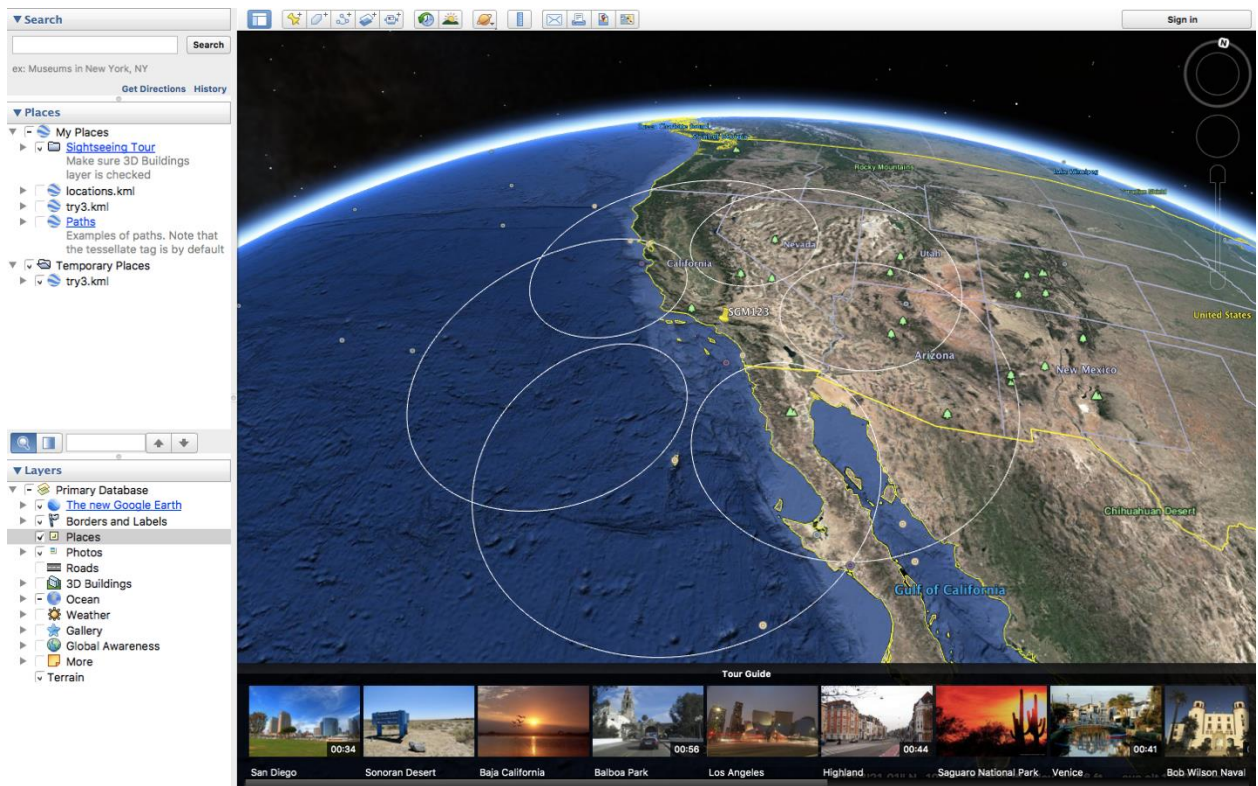 Search
Search
ex: Museums in New York, NY
Get Directions History
Places
My Places
Sightseeing Tour
Make sure 3D Buildings
layer is checked
locations.kml
try3.kml
Paths
Examples of paths. Note that
the tessellate tag is by default
Temporary Places
try3.kml
Layers
Primary Database
The new Google Earth
Borders and Labels
Places
Photos
Roads
3D Buildings
Ocean
Weather
Gallery
Global Awareness
More
Terrain
Sign in
N
Rocky Mountains
Lake Winnipeg
Nevada
Utah
California
SGM123
United States
Arizona
New Mexico
Chihuahuan Desert
Gulf of California
Tour Guide
00:34
00:56
00:44
00:41
San Diego
Sonoran Desert
Baja California
Balboa Park
Los Angeles
Highland
Saguaro National Park
Venice
Bob Wilson Naval